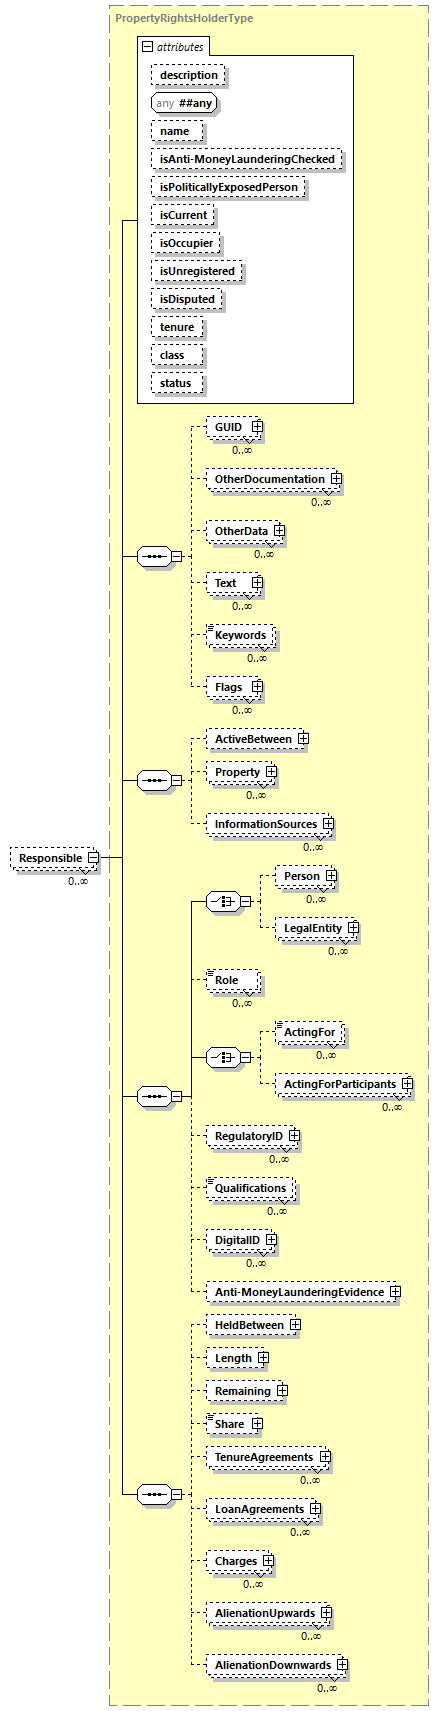 PropertyRightsHolderType
attributes
description
any ##any
name
isAnti-MoneyLaunderingChecked
isPoliticallyExposedPerson
isCurrent
isOccupier
isUnregistered
isDisputed
tenure
class
status
GUID
0..∞
OtherDocumentation
0..∞
OtherData
0..∞
Text
0..∞
Keywords
0..∞
Flags
0..∞
ActiveBetween
Property
0..∞
InformationSources
0..∞
Responsible
0..∞
Person
0..∞
LegalEntity
0..∞
Role
0..∞
ActingFor
0..∞
ActingForParticipants
0..∞
RegulatoryID
0..∞
Qualifications
0..∞
DigitalID
0..∞
Anti-MoneyLaunderingEvidence
HeldBetween
Length
Remaining
Share
TenureAgreements
0..∞
LoanAgreements
0..∞
Charges
0..∞
AlienationUpwards
0..∞
AlienationDownwards
0..∞